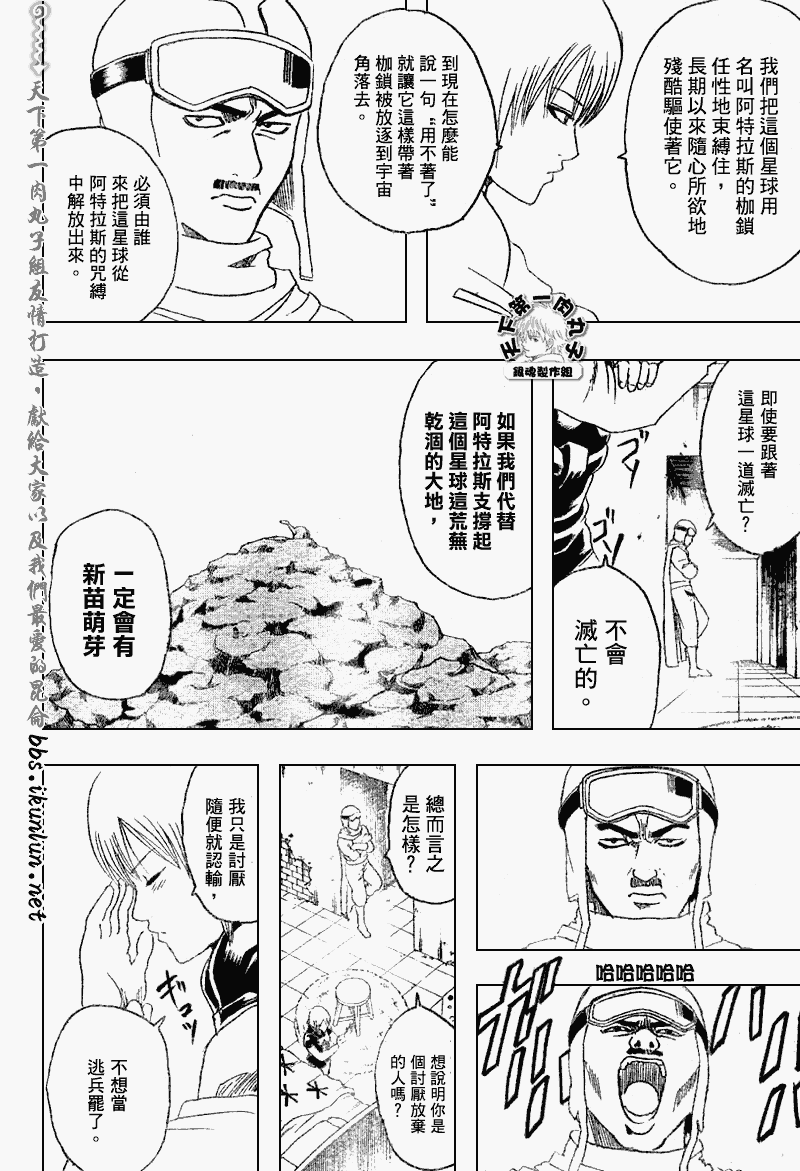 我們把這個星球用
名叫阿特拉斯的枷鎖
任性地束縛住，
長期以來隨心所欲地
殘酷驅使著它。
到現在怎麼能
說一句“用不著了”
就讓它這樣帶著
枷鎖被放逐到宇宙
角落去。
必須由誰
來把這星球從
阿特拉斯的咒縛
中解放出來。
天下第一肉丸子
銀魂製作組
即使要跟著
這星球一道滅亡？
不會
滅亡的。
ゴシ
ゴシ
如果我們代替
阿特拉斯支撐起
這個星球這荒蕪
乾涸的大地，
一定會有
新苗萌芽
哈哈哈哈哈
總而言之
是怎樣？
想說明你是
個討厭放棄
的人嗎？
我只是討厭
隨便就認輸，
ギュッ
不想當
逃兵罷了。
天下第一肉丸子組友情打造，獻給大家以及我們最愛的昆侖 bbs.ikunlun.net